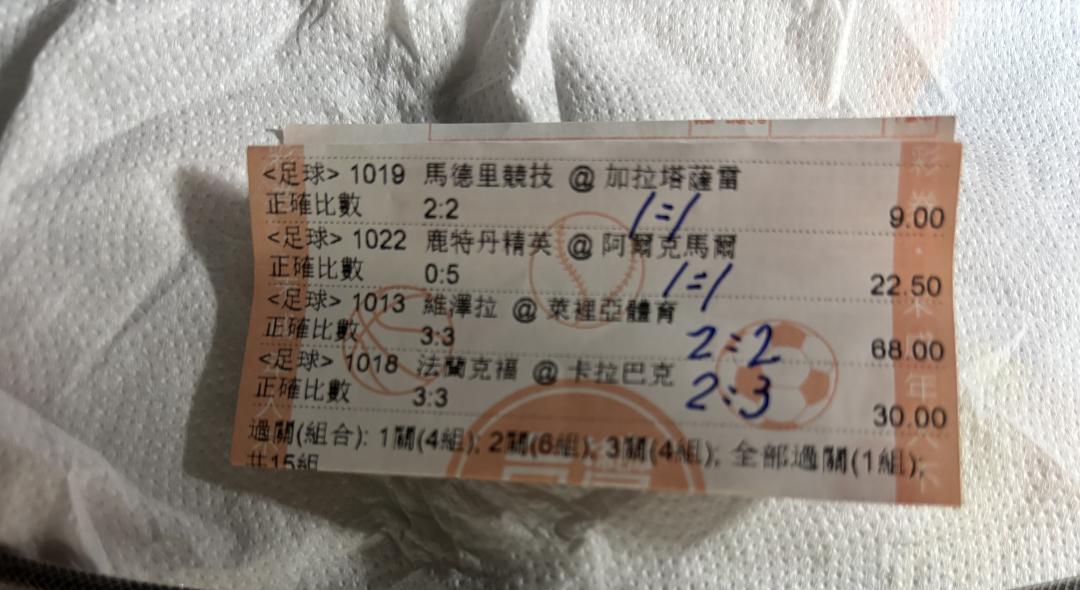 <足球> 1019 馬德里競技 @ 加拉塔薩雷
正確比數 2:2 1=1 9.00
<足球> 1022 鹿特丹精英 @ 阿爾克馬爾
正確比數 0:5 1=1 22.50
<足球> 1013 維澤拉 @ 萊裡亞體育
正確比數 3:3 2:2 68.00
<足球> 1018 法蘭克福 @ 卡拉巴克
正確比數 3:3 2:3 30.00
過關(組合): 1關(4組); 2關(6組); 3關(4組); 全部過關(1組);
共15組